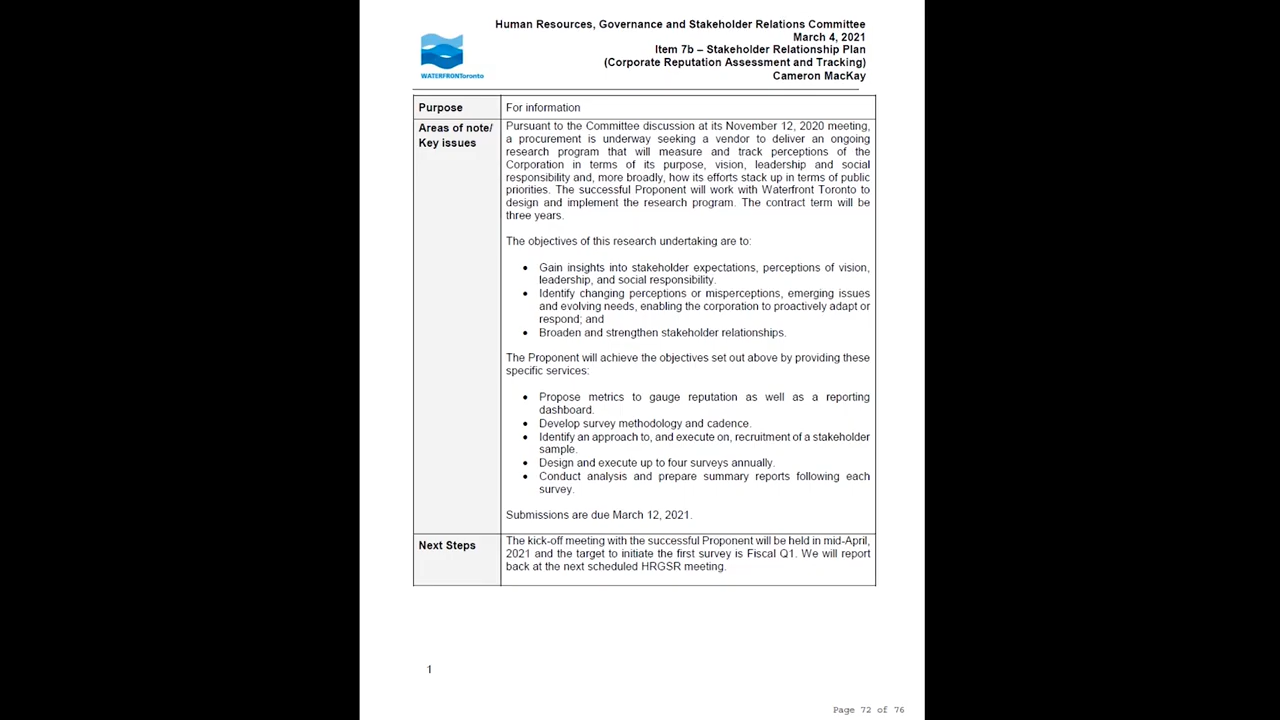 Human Resources, Governance and Stakeholder Relations Committee
March 4, 2021
Item 7b – Stakeholder Relationship Plan
(Corporate Reputation Assessment and Tracking)
Cameron MacKay
WATERFRONToronto
Purpose
For information
Areas of note/
Key issues
Pursuant to the Committee discussion at its November 12, 2020 meeting,
a procurement is underway seeking a vendor to deliver an ongoing
research program that will measure and track perceptions of the
Corporation in terms of its purpose, vision, leadership and social
responsibility and, more broadly, how its efforts stack up in terms of public
priorities. The successful Proponent will work with Waterfront Toronto to
design and implement the research program. The contract term will be
three years.
The objectives of this research undertaking are to:
• Gain insights into stakeholder expectations, perceptions of vision,
leadership, and social responsibility.
• Identify changing perceptions or misperceptions, emerging issues
and evolving needs, enabling the corporation to proactively adapt or
respond; and
• Broaden and strengthen stakeholder relationships.
The Proponent will achieve the objectives set out above by providing these
specific services:
• Propose metrics to gauge reputation as well as a reporting
dashboard.
• Develop survey methodology and cadence.
• Identify an approach to, and execute on, recruitment of a stakeholder
sample.
• Design and execute up to four surveys annually.
• Conduct analysis and prepare summary reports following each
survey.
Submissions are due March 12, 2021.
Next Steps
The kick-off meeting with the successful Proponent will be held in mid-April,
2021 and the target to initiate the first survey is Fiscal Q1. We will report
back at the next scheduled HRGSR meeting.
1
Page 72 of 76